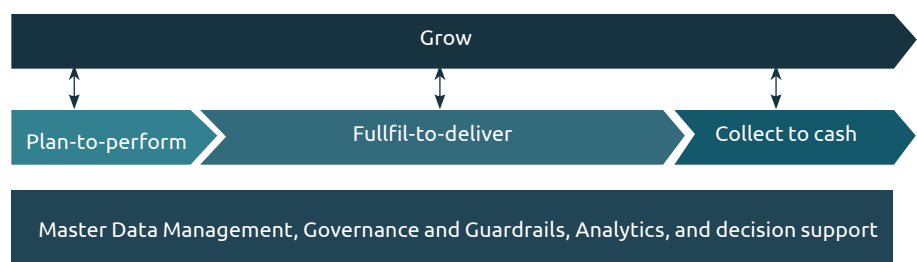 Grow
Plan-to-perform
Fullfil-to-deliver
Collect to cash
Master Data Management, Governance and Guardrails, Analytics, and decision support